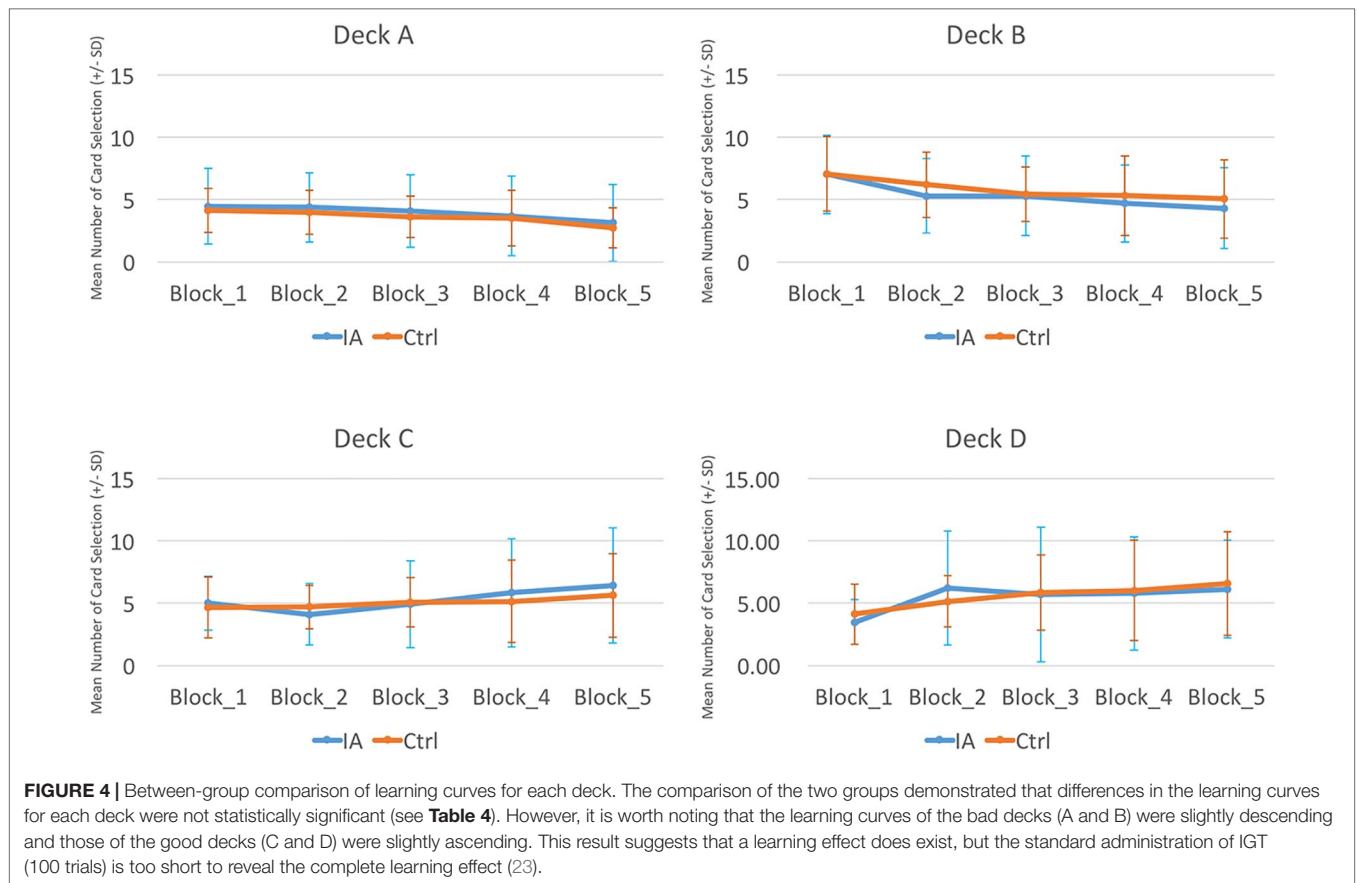 Deck A
Mean Number of Card Selection (+/- SD)
15
10
5
0
Block_1 Block_2 Block_3 Block_4 Block_5
IA Ctrl
Deck B
Mean Number of Card Selection (+/- SD)
15
10
5
0
Block_1 Block_2 Block_3 Block_4 Block_5
IA Ctrl
Deck C
Mean Number of Card Selection (+/- SD)
15
10
5
0
Block_1 Block_2 Block_3 Block_4 Block_5
IA Ctrl
Deck D
Mean Number of Card Selection (+/- SD)
15.00
10.00
5.00
0.00
Block_1 Block_2 Block_3 Block_4 Block_5
IA Ctrl
FIGURE 4 | Between-group comparison of learning curves for each deck. The comparison of the two groups demonstrated that differences in the learning curves
for each deck were not statistically significant (see Table 4). However, it is worth noting that the learning curves of the bad decks (A and B) were slightly descending
and those of the good decks (C and D) were slightly ascending. This result suggests that a learning effect does exist, but the standard administration of IGT
(100 trials) is too short to reveal the complete learning effect (23).